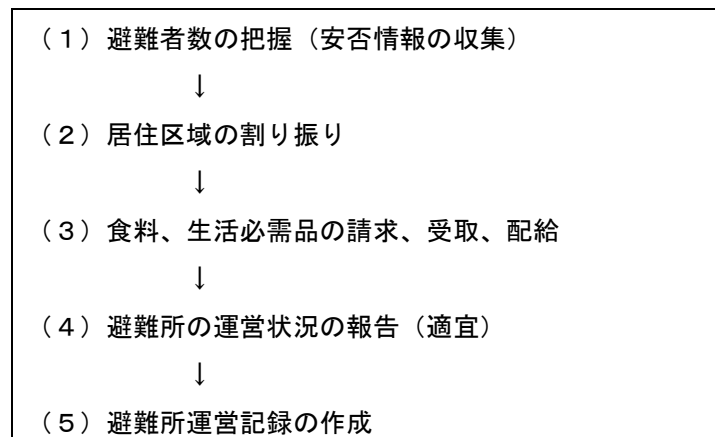 （１）避難者数の把握（安否情報の収集）
↓
（２）居住区域の割り振り
↓
（３）食料、生活必需品の請求、受取、配給
↓
（４）避難所の運営状況の報告（適宜）
↓
（５）避難所運営記録の作成